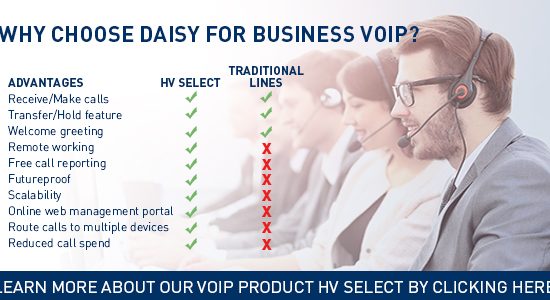 WHY CHOOSE DAISY FOR BUSINESS VOIP?
ADVANTAGES HV SELECT TRADITIONAL LINES
Receive/Make calls ✓ ✓
Transfer/Hold feature ✓ ✓
Welcome greeting ✓ ✓
Remote working ✓ X
Free call reporting ✓ X
Futureproof ✓ X
Scalability ✓ X
Online web management portal ✓ X
Route calls to multiple devices ✓ X
Reduced call spend ✓ X
LEARN MORE ABOUT OUR VOIP PRODUCT HV SELECT BY CLICKING HERE